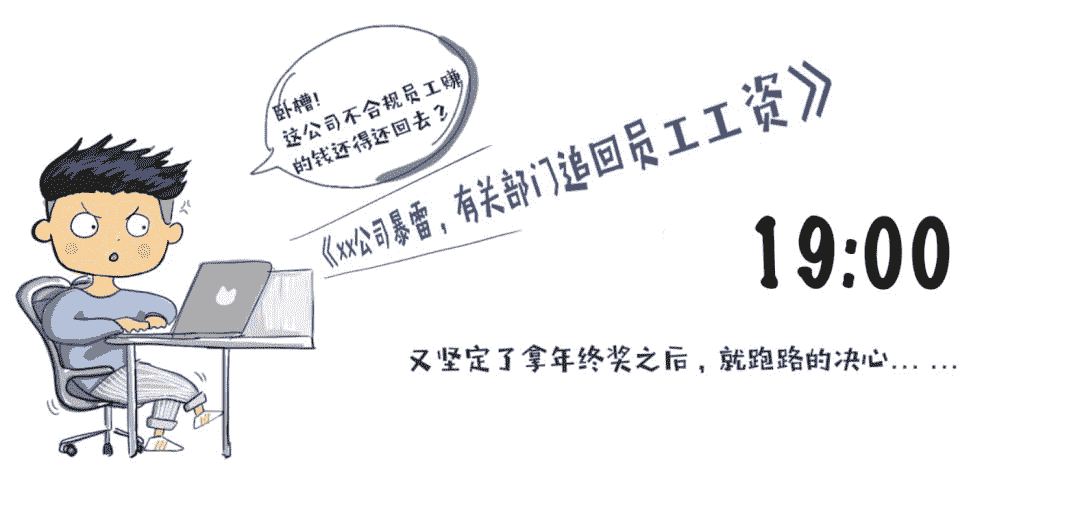 卧槽！
这公司不合规员工赚
的钱还得还回去？
《xx公司暴雷，有关部门追回员工工资》
19:00
又坚定了拿年终奖之后，就跑路的决心... ...